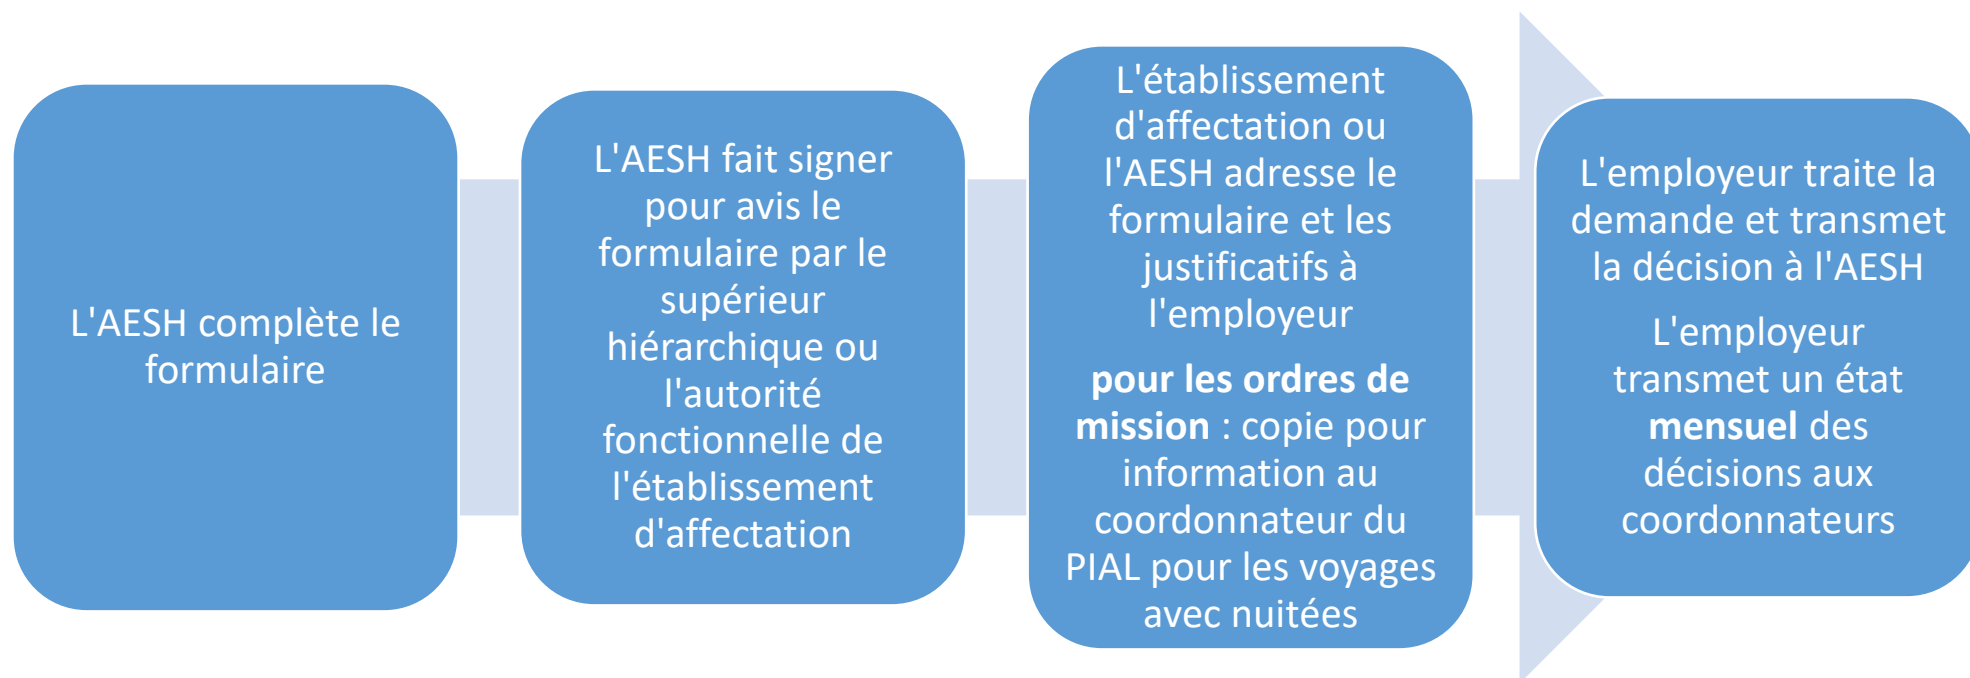 L'AESH complète le
formulaire
L'AESH fait signer
pour avis le
formulaire par le
supérieur
hiérarchique ou
l'autorité
fonctionnelle de
l'établissement
d'affectation
L'établissement
d'affectation ou
l'AESH adresse le
formulaire et les
justificatifs à
l'employeur
pour les ordres de
mission : copie pour
information au
coordonnateur du
PIAL pour les voyages
avec nuitées
L'employeur traite la
demande et transmet
la décision à l'AESH
L'employeur
transmet un état
mensuel des
décisions aux
coordonnateurs